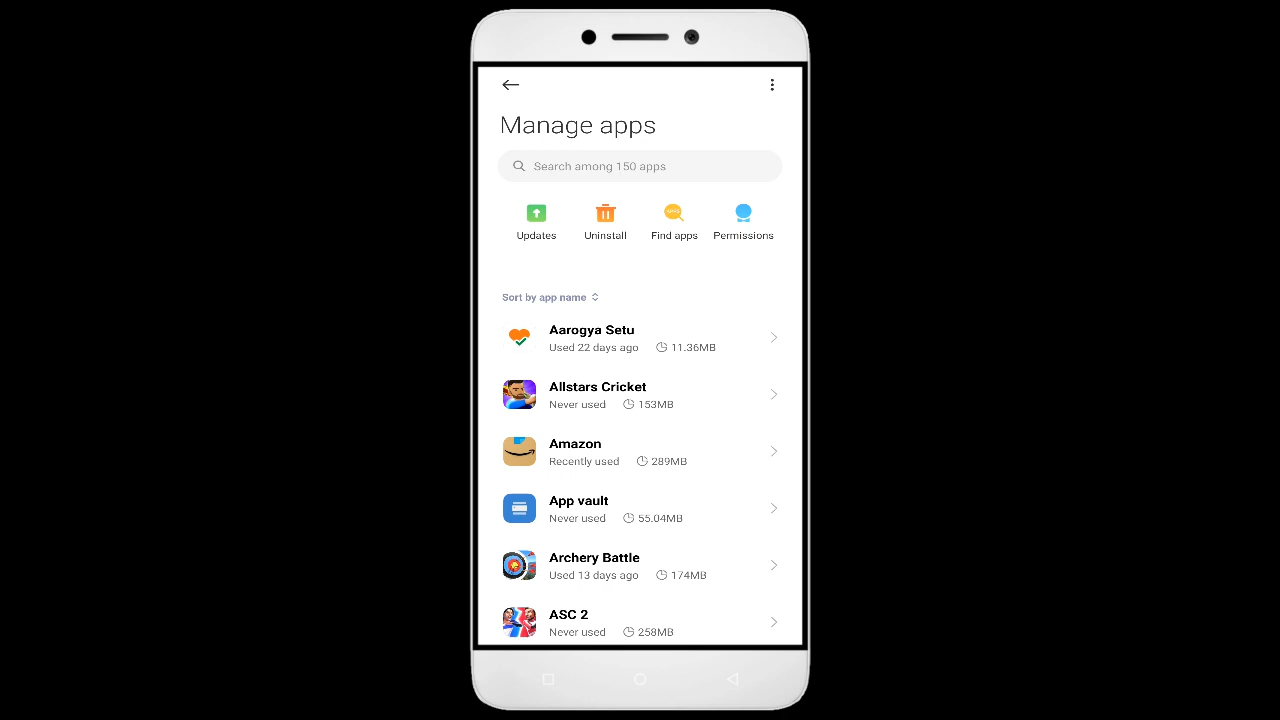 Manage apps
Search among 150 apps
Updates Uninstall Find apps Permissions
Sort by app name
Aarogya Setu
Used 22 days ago 11.36MB
Allstars Cricket
Never used 153MB
Amazon
Recently used 289MB
App vault
Never used 55.04MB
Archery Battle
Used 13 days ago 174MB
ASC 2
Never used 258MB